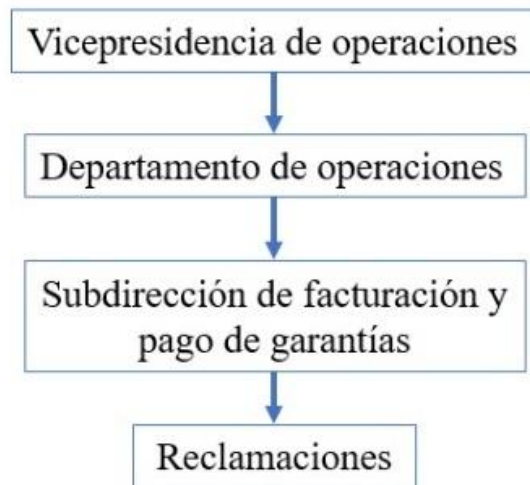 Vicepresidencia de operaciones
Departamento de operaciones
Subdirección de facturación y
pago de garantías
Reclamaciones